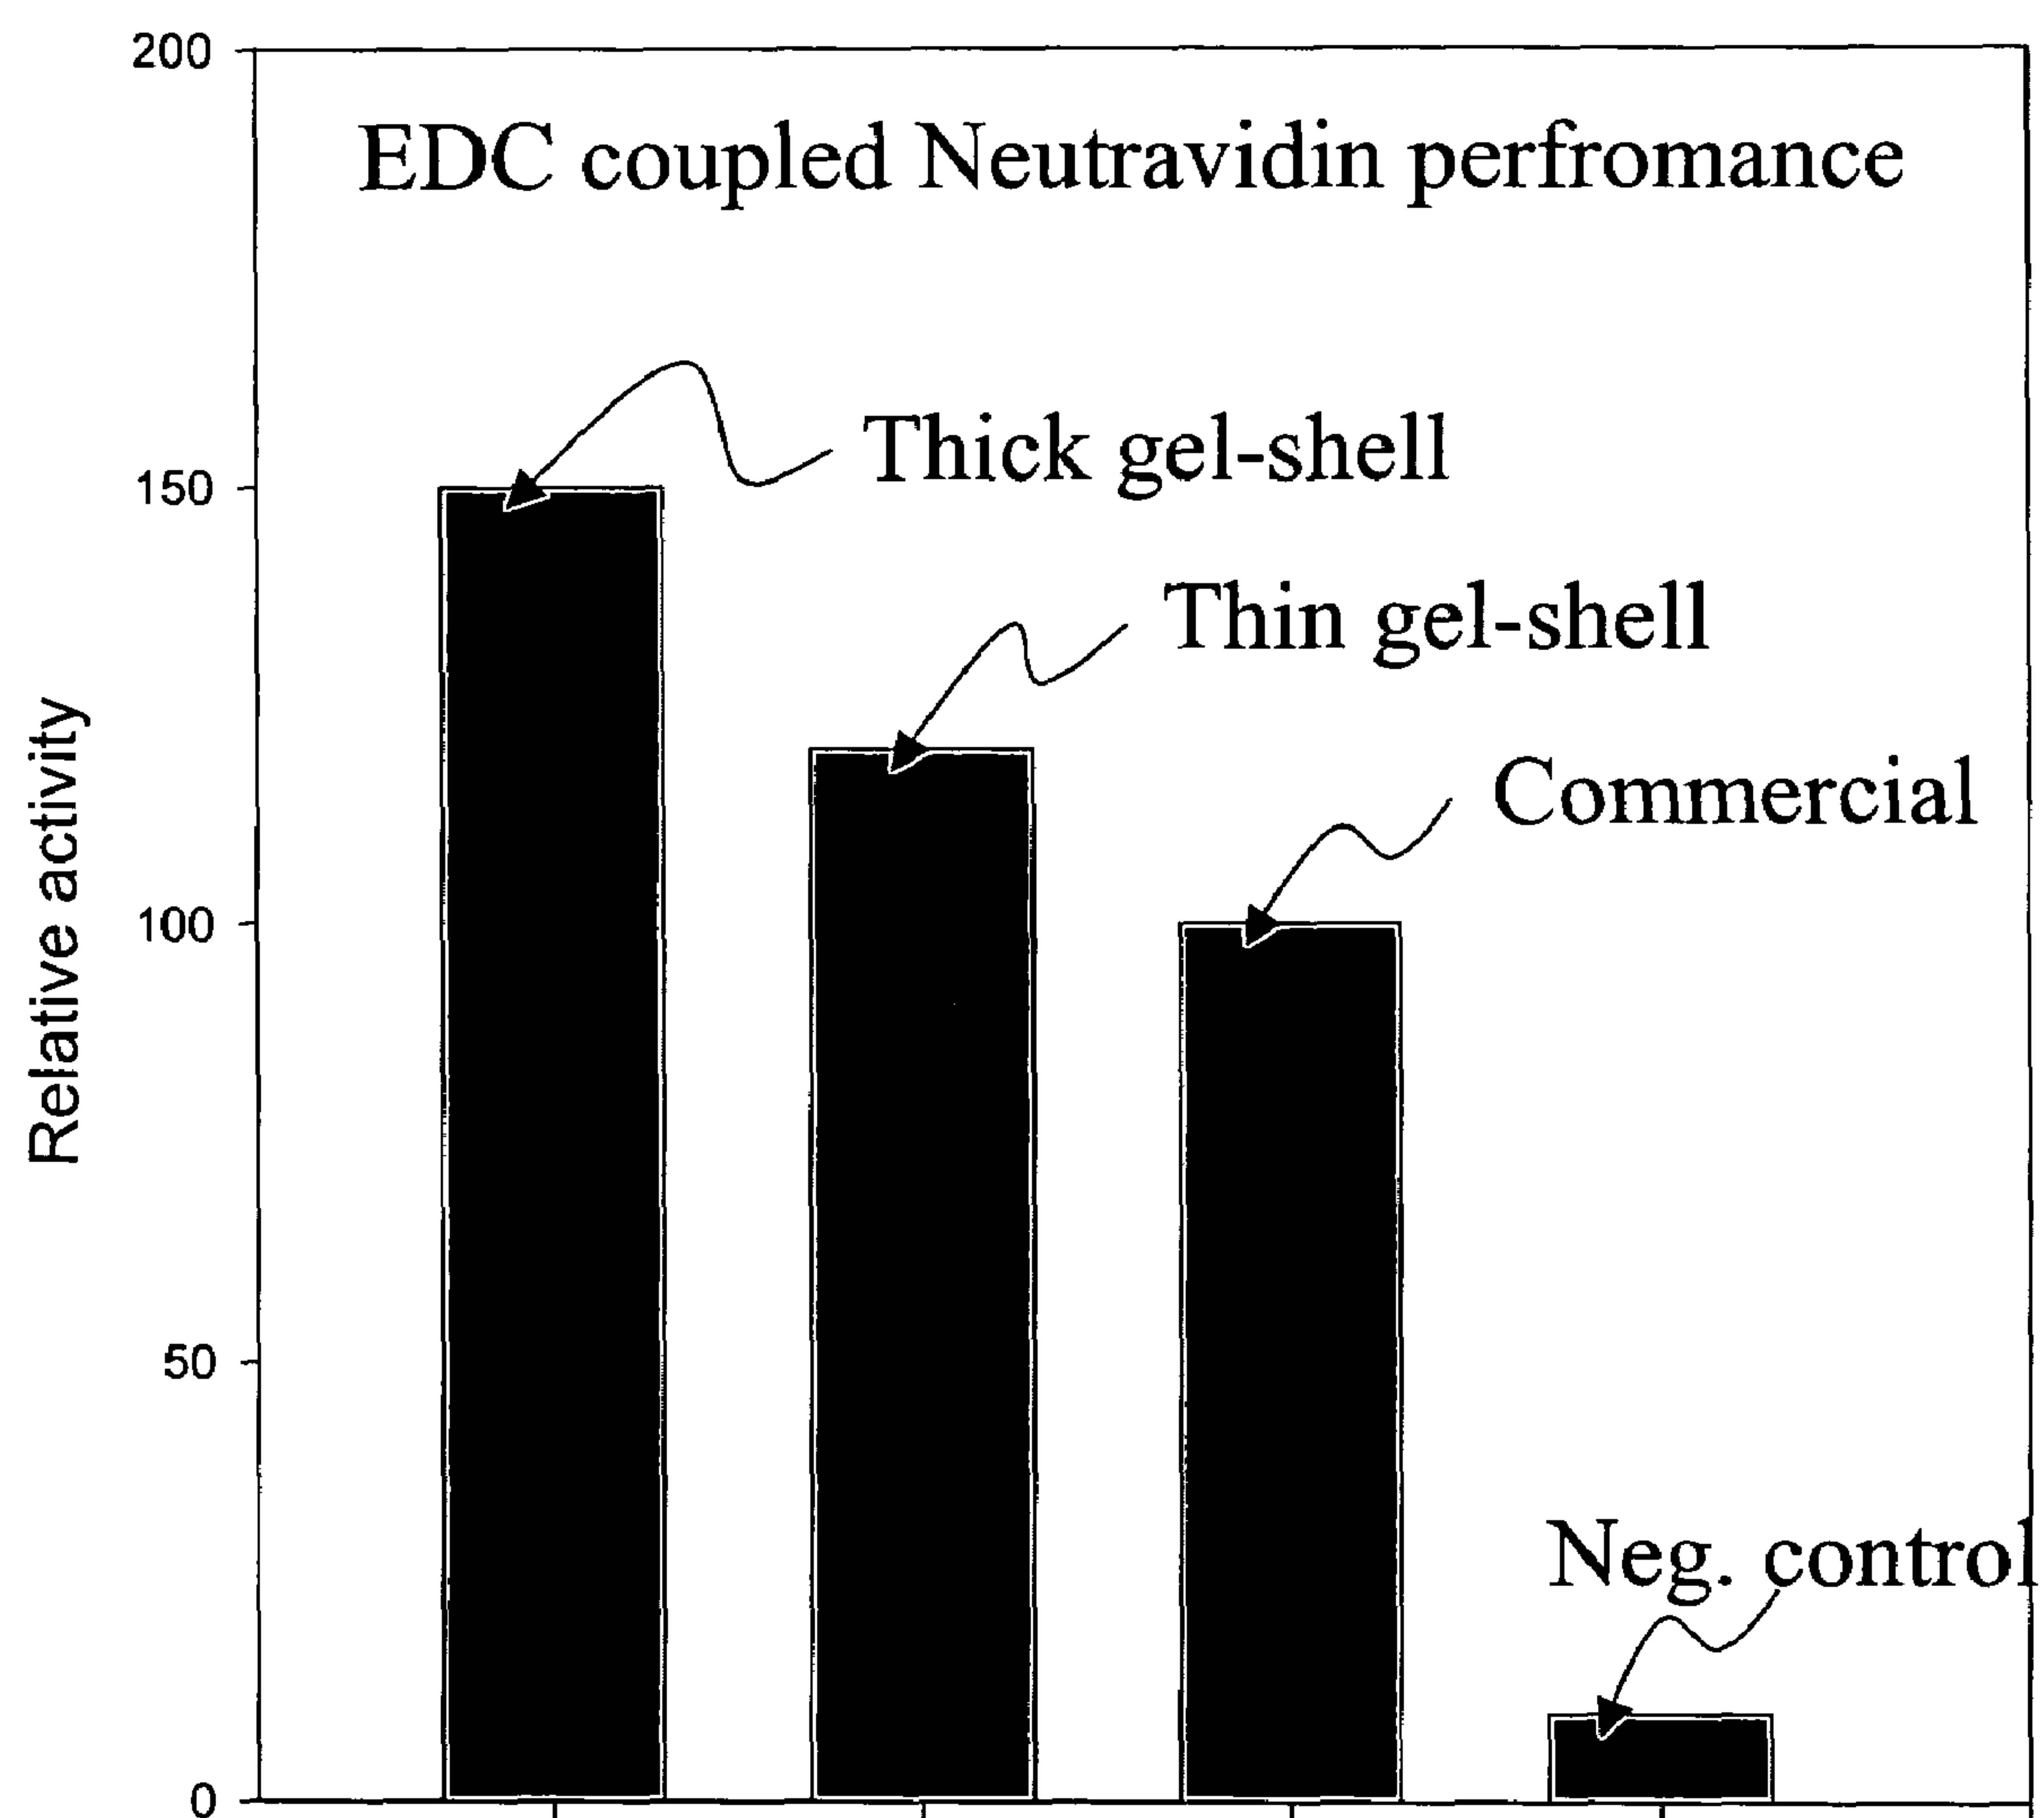 200
EDC coupled Neutravidin perfromance
Thick gel-shell
150
Thin gel-shell
Commercial
100
Relative activity
50
Neg. control
0